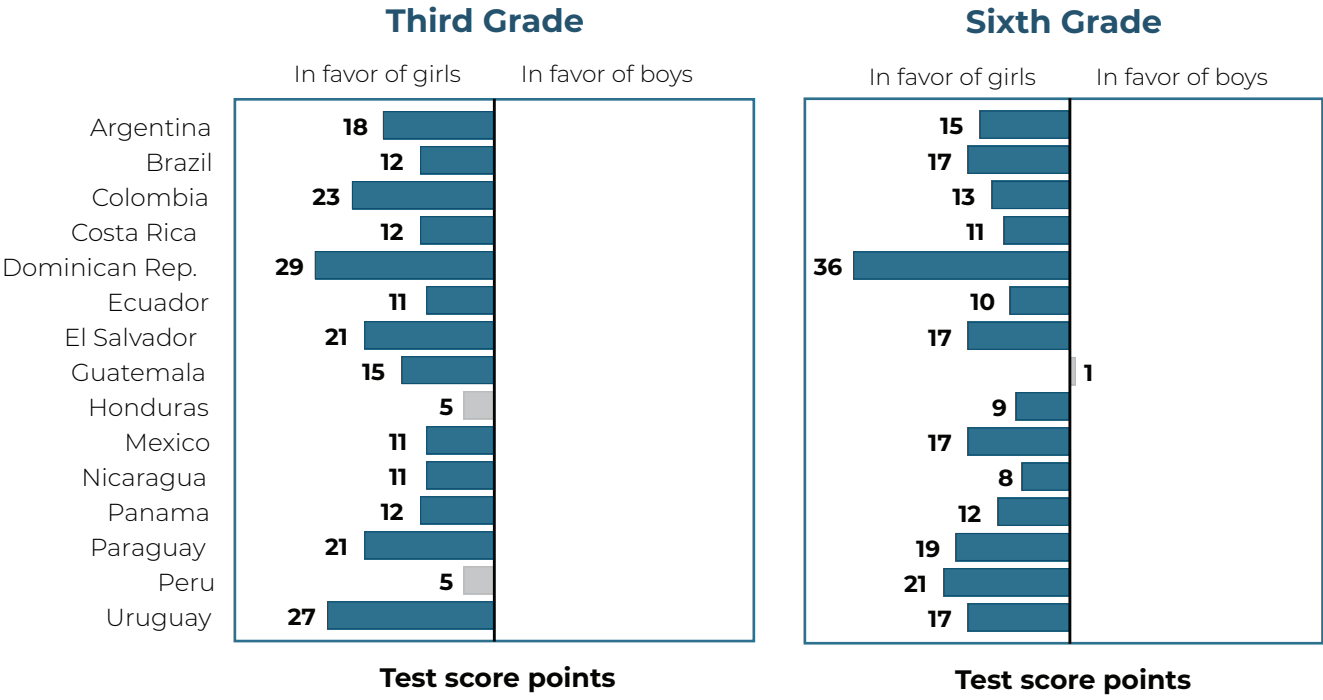 Third Grade Sixth Grade
In favor of girls In favor of boys In favor of girls In favor of boys
Argentina 18 15
Brazil 12 17
Colombia 23 13
Costa Rica 12 11
Dominican Rep. 29 36
Ecuador 11 10
El Salvador 21 17
Guatemala 15 1
Honduras 5 9
Mexico 11 17
Nicaragua 11 8
Panama 12 12
Paraguay 21 19
Peru 5 21
Uruguay 27 17
Test score points Test score points